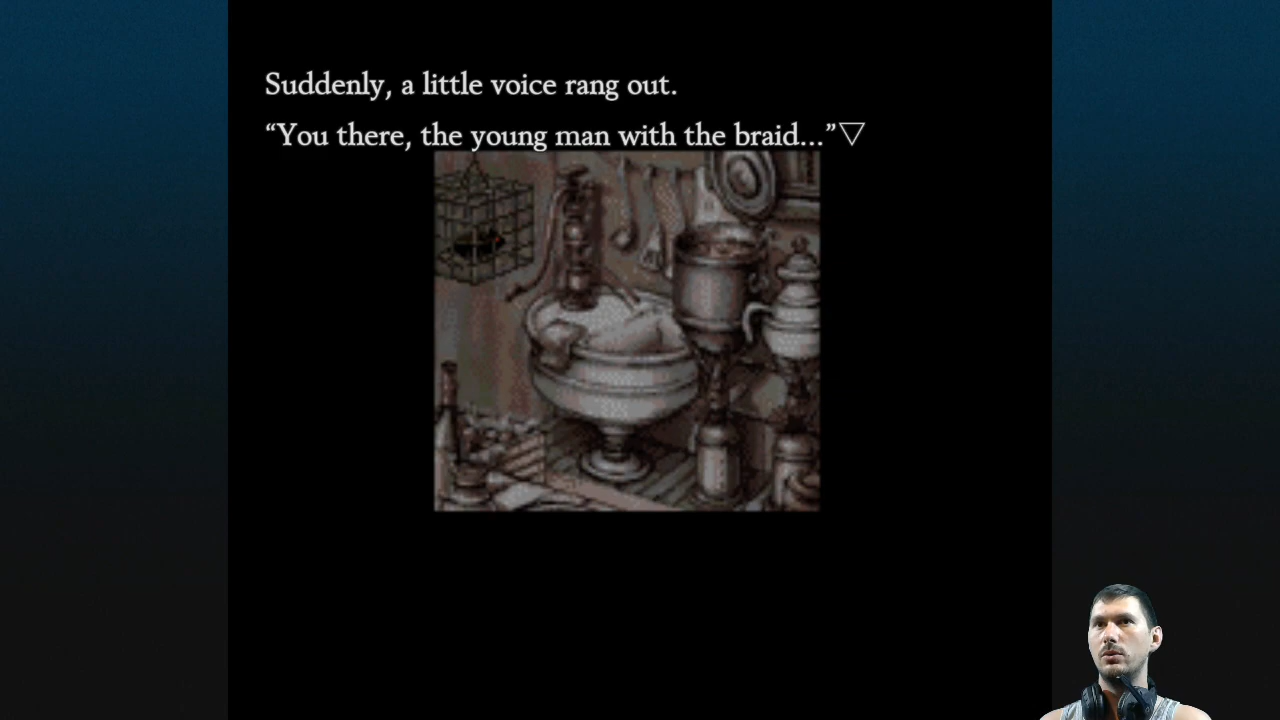 Suddenly, a little voice rang out.
“You there, the young man with the braid...”▽